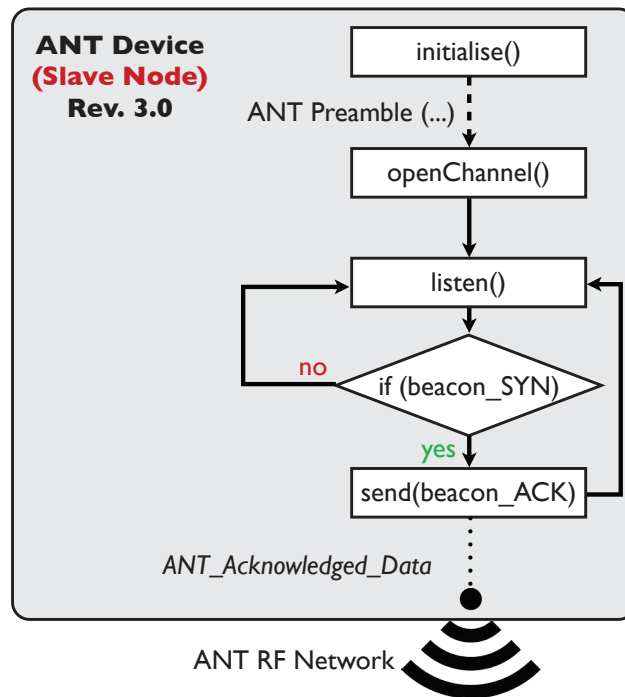 ANT Device
(Slave Node)
Rev. 3.0
initialise()
ANT Preamble (...)
openChannel()
listen()
no
if (beacon_SYN)
yes
send(beacon_ACK)
ANT_Acknowledged_Data
ANT RF Network